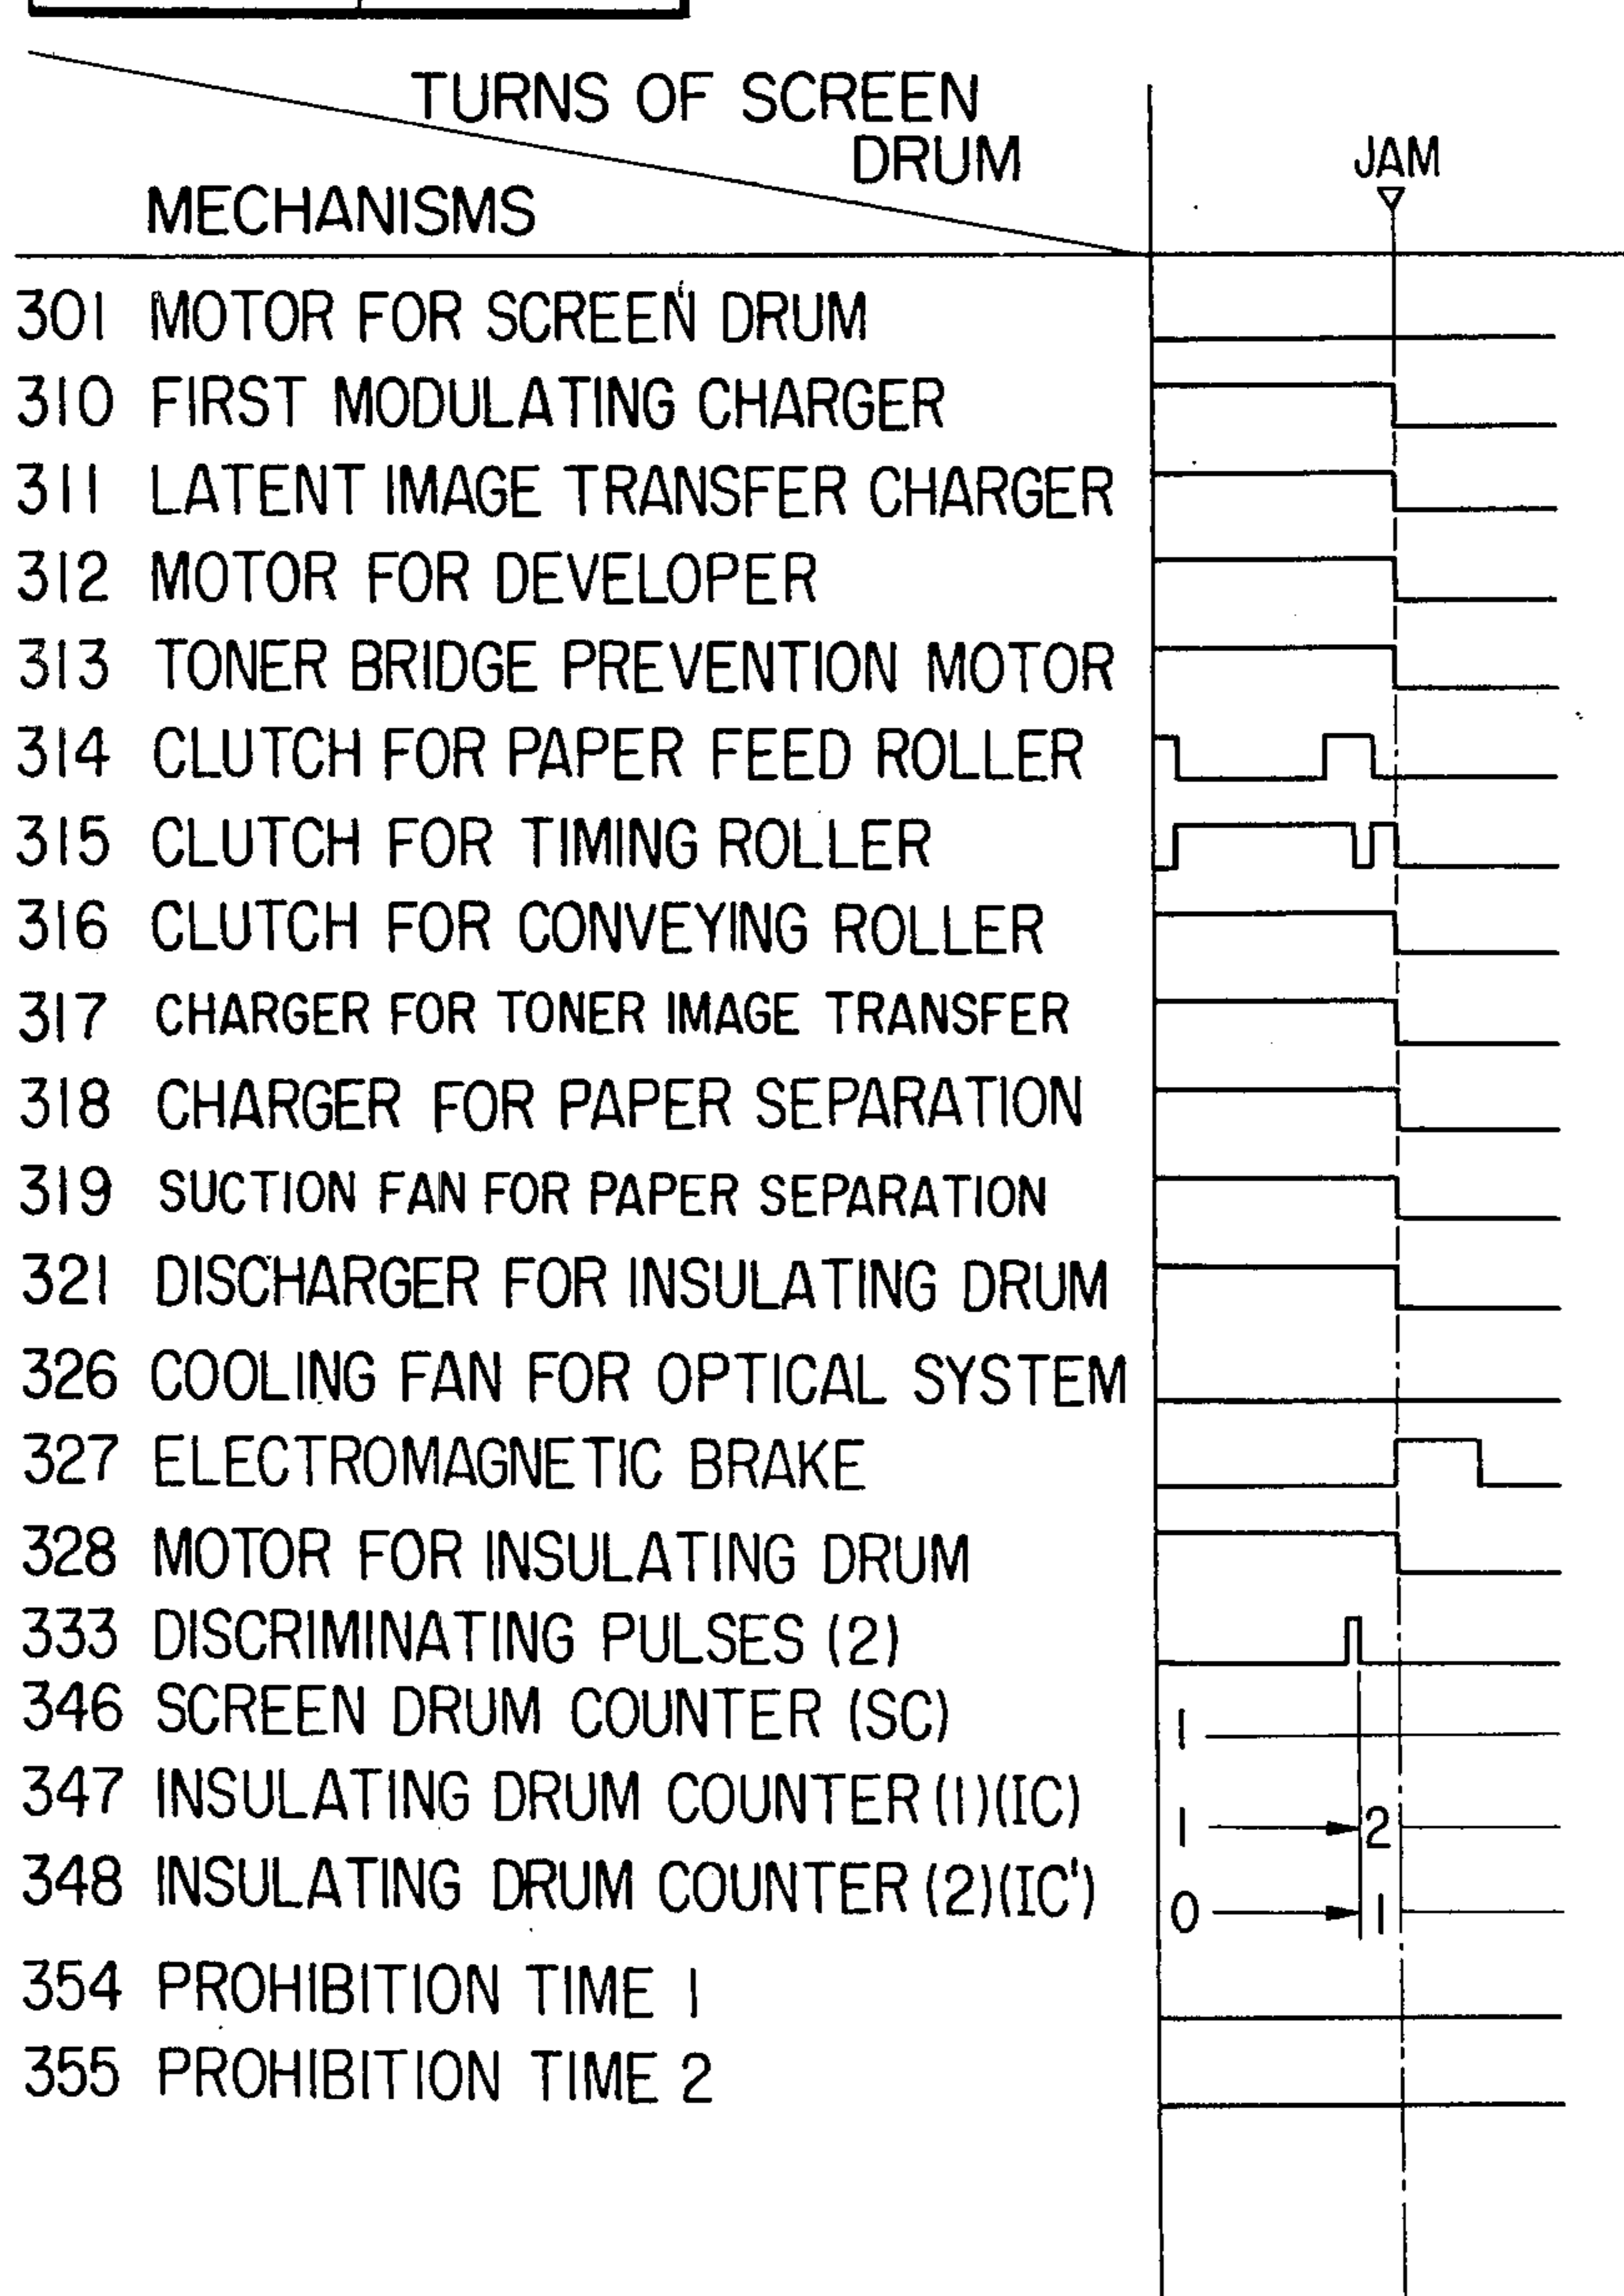 TURNS OF SCREEN
DRUM
JAM
MECHANISMS
301 MOTOR FOR SCREEN DRUM
310 FIRST MODULATING CHARGER
311 LATENT IMAGE TRANSFER CHARGER
312 MOTOR FOR DEVELOPER
313 TONER BRIDGE PREVENTION MOTOR
314 CLUTCH FOR PAPER FEED ROLLER
315 CLUTCH FOR TIMING ROLLER
316 CLUTCH FOR CONVEYING ROLLER
317 CHARGER FOR TONER IMAGE TRANSFER
318 CHARGER FOR PAPER SEPARATION
319 SUCTION FAN FOR PAPER SEPARATION
321 DISCHARGER FOR INSULATING DRUM
326 COOLING FAN FOR OPTICAL SYSTEM
327 ELECTROMAGNETIC BRAKE
328 MOTOR FOR INSULATING DRUM
333 DISCRIMINATING PULSES (2)
346 SCREEN DRUM COUNTER (SC) 1
347 INSULATING DRUM COUNTER (1)(IC) 1 2
348 INSULATING DRUM COUNTER (2)(IC') 0 1
354 PROHIBITION TIME 1
355 PROHIBITION TIME 2